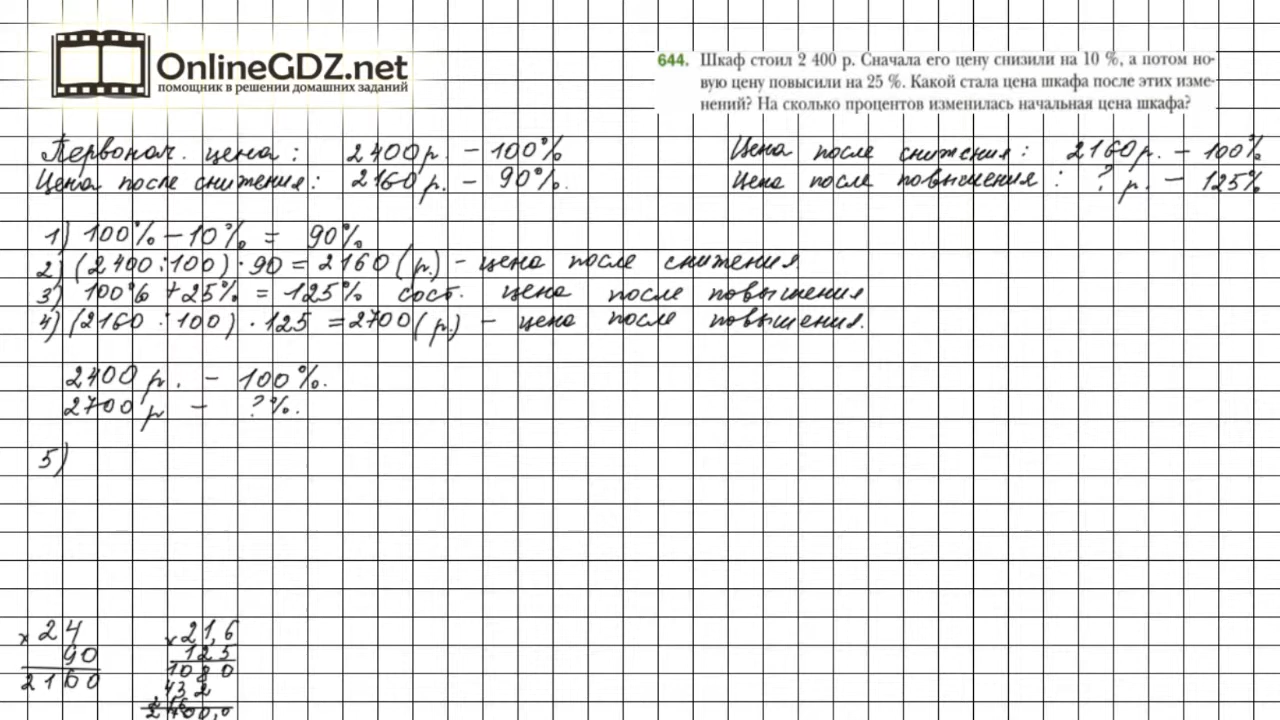 OnlineGDZ.net
помощник в решении домашних заданий
644. Шкаф стоил 2 400 р. Сначала его цену снизили на 10 %, а потом но-
вую цену повысили на 25 %. Какой стала цена шкафа после этих изме-
нений? На сколько процентов изменилась начальная цена шкафа?
Первонач. цена : 2400 р. – 100%
Цена после снижения : 2160 р. – 90%.
Цена после снижения : 2160 р. – 100%
Цена после повышения : ? р. – 125%
1) 100% – 10% = 90%
2) (2400 : 100) · 90 = 2160 (р.) – цена после снижения
3) 100% + 25% = 125% сост. цена после повышения
4) (2160 : 100) · 125 = 2700 (р.) – цена после повышения.
2400 р. – 100%.
2700 р – ?%.
5)
× 24
90
2160
× 21,6
125
1080
432
216
2700,0